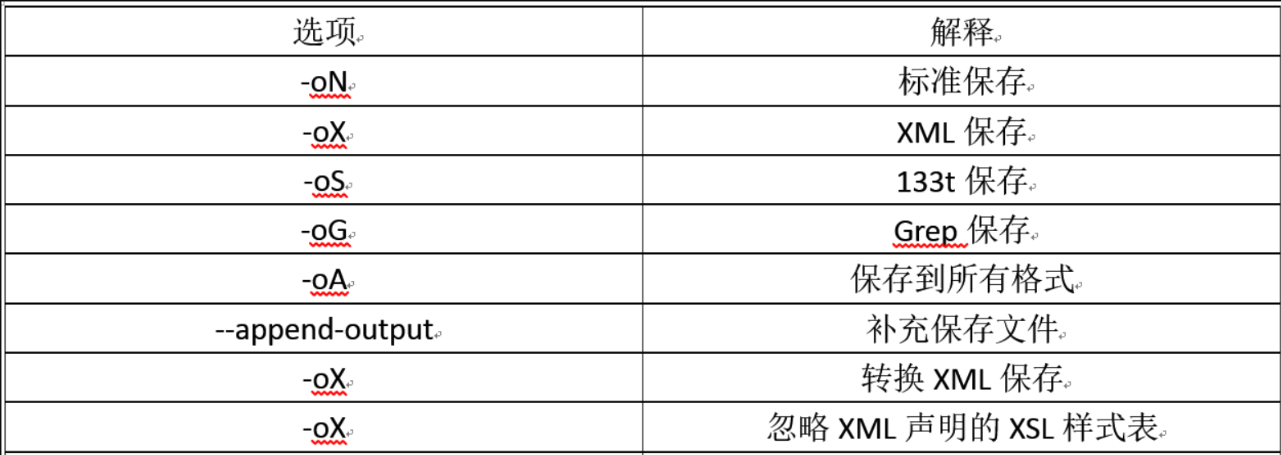 选项 解释
-oN 标准保存
-oX XML 保存
-oS 133t 保存
-oG Grep 保存
-oA 保存到所有格式
--append-output 补充保存文件
-oX 转换 XML 保存
-oX 忽略 XML 声明的 XSL 样式表